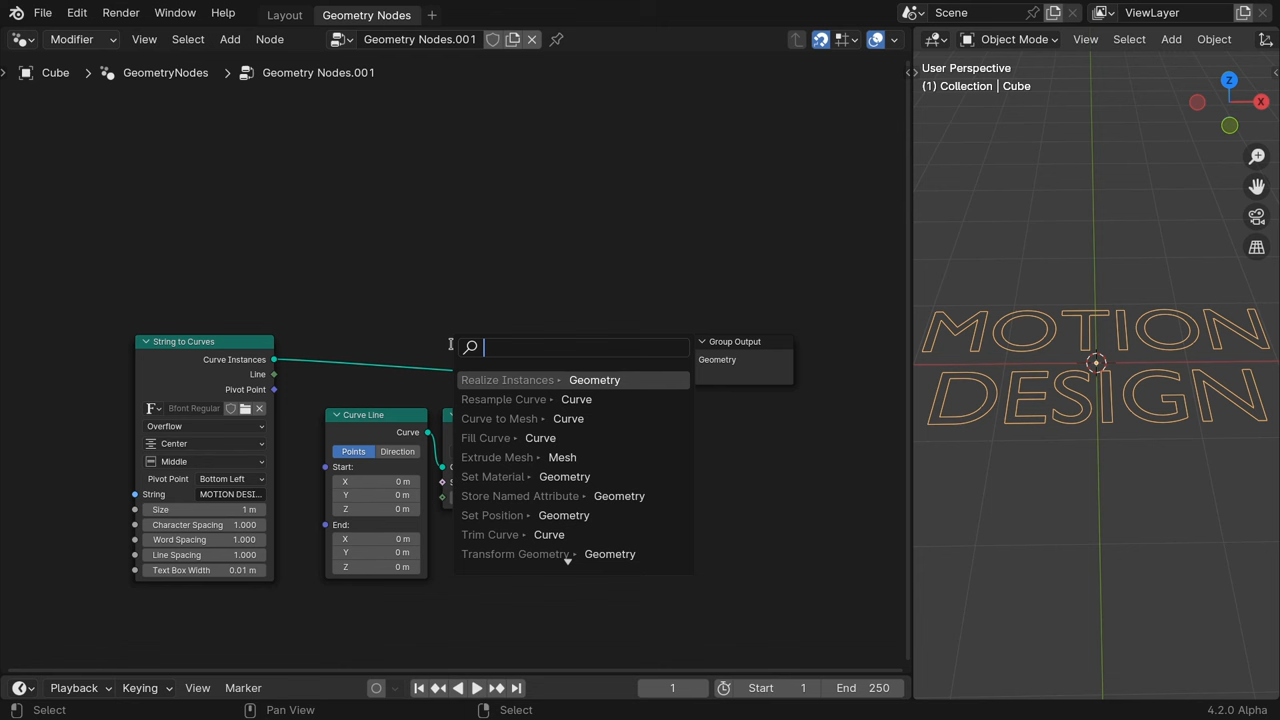 File Edit Render Window Help Layout Geometry Nodes Scene ViewLayer
Modifier View Select Add Node Geometry Nodes.001 Object Mode View Select Add Object
Cube GeometryNodes Geometry Nodes.001
User Perspective
(1) Collection | Cube
Z
X
MOTION
DESIGN
String to Curves
Curve Instances
Line
Pivot Point
F Bfont Regular
Overflow
Center
Middle
Pivot Point Bottom Left
String MOTION DESI...
Size 1 m
Character Spacing 1.000
Word Spacing 1.000
Line Spacing 1.000
Text Box Width 0.01 m
Curve Line
Curve
Points Direction
Start:
X 0 m
Y 0 m
Z 0 m
End:
X 0 m
Y 0 m
Z 0 m
Realize Instances Geometry
Resample Curve Curve
Curve to Mesh Curve
Fill Curve Curve
Extrude Mesh Mesh
Set Material Geometry
Store Named Attribute Geometry
Set Position Geometry
Trim Curve Curve
Transform Geometry Geometry
Group Output
Geometry
Playback Keying View Marker 1 Start 1 End 250
Select Pan View Select 4.2.0 Alpha